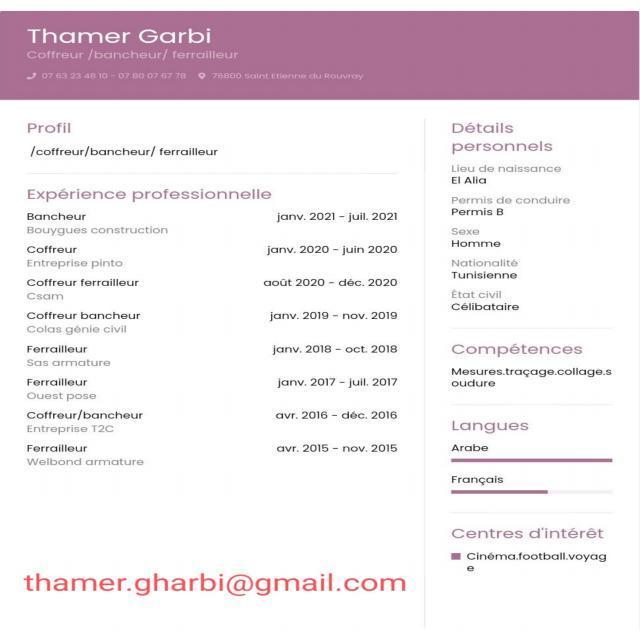 Thamer Garbi
Coffreur /bancheur/ ferrailleur
07 63 23 48 10 - 07 80 07 67 78 76800 Saint Etienne du Rouvray
Profil
/coffreur/bancheur/ ferrailleur
Expérience professionnelle
Bancheur janv. 2021 - juil. 2021
Bouygues construction
Coffreur janv. 2020 - juin 2020
Entreprise pinto
Coffreur ferrailleur août 2020 - déc. 2020
Csam
Coffreur bancheur janv. 2019 - nov. 2019
Colas génie civil
Ferrailleur janv. 2018 - oct. 2018
Sas armature
Ferrailleur janv. 2017 - juil. 2017
Ouest pose
Coffreur/bancheur avr. 2016 - déc. 2016
Entreprise T2C
Ferrailleur avr. 2015 - nov. 2015
Welbond armature
thamer.gharbi@gmail.com
Détails
personnels
Lieu de naissance
El Alia
Permis de conduire
Permis B
Sexe
Homme
Nationalité
Tunisienne
État civil
Célibataire
Compétences
Mesures.traçage.collage.s
oudure
Langues
Arabe
Français
Centres d'intérêt
Cinéma.football.voyag
e